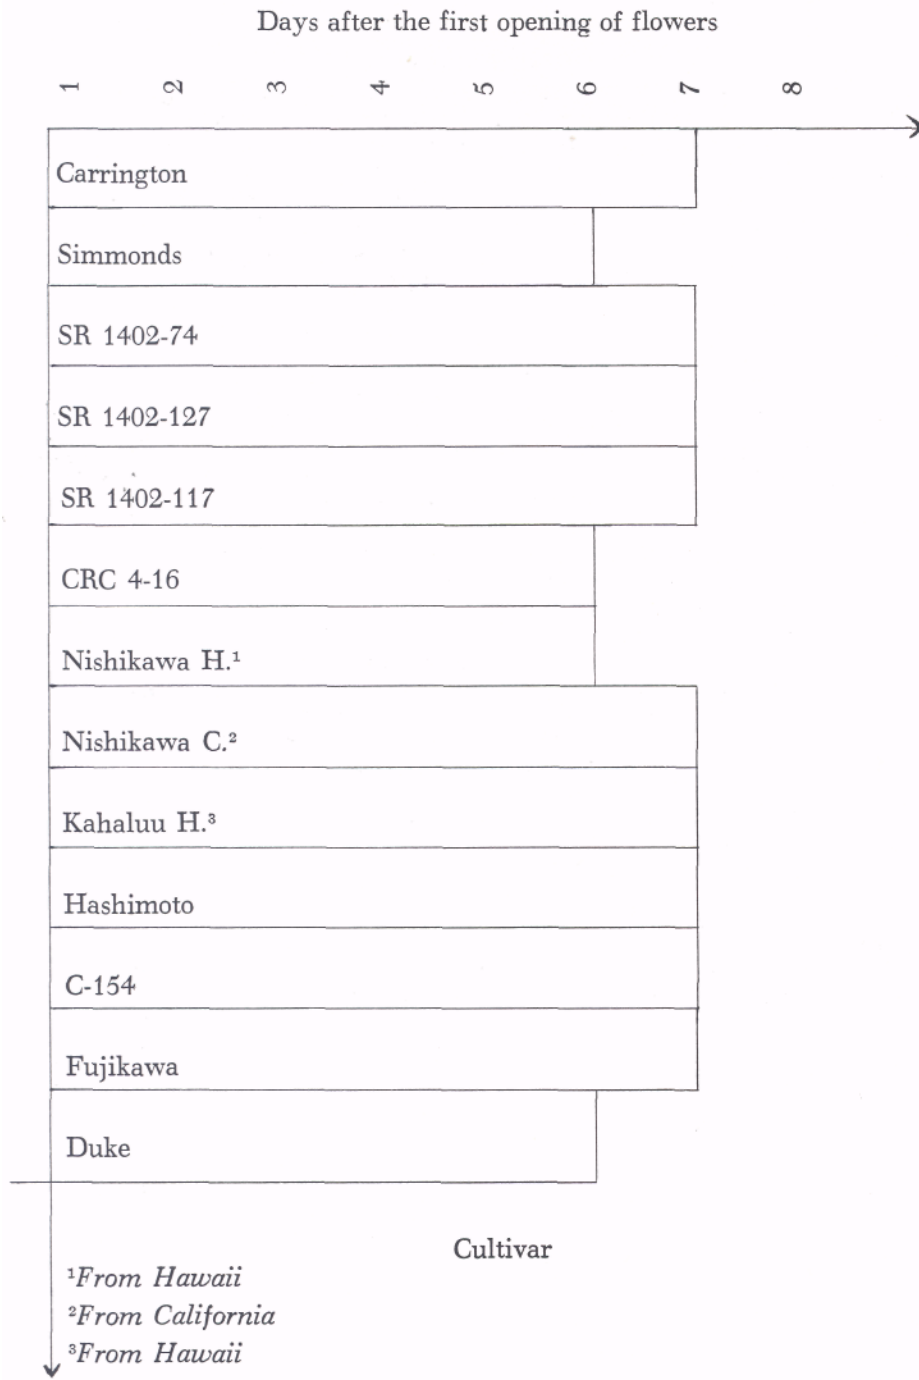 Days after the first opening of flowers
1 2 3 4 5 6 7 8
Carrington
Simmonds
SR 1402-74
SR 1402-127
SR 1402-117
CRC 4-16
Nishikawa H.¹
Nishikawa C.²
Kahaluu H.³
Hashimoto
C-154
Fujikawa
Duke
Cultivar
¹From Hawaii
²From California
³From Hawaii